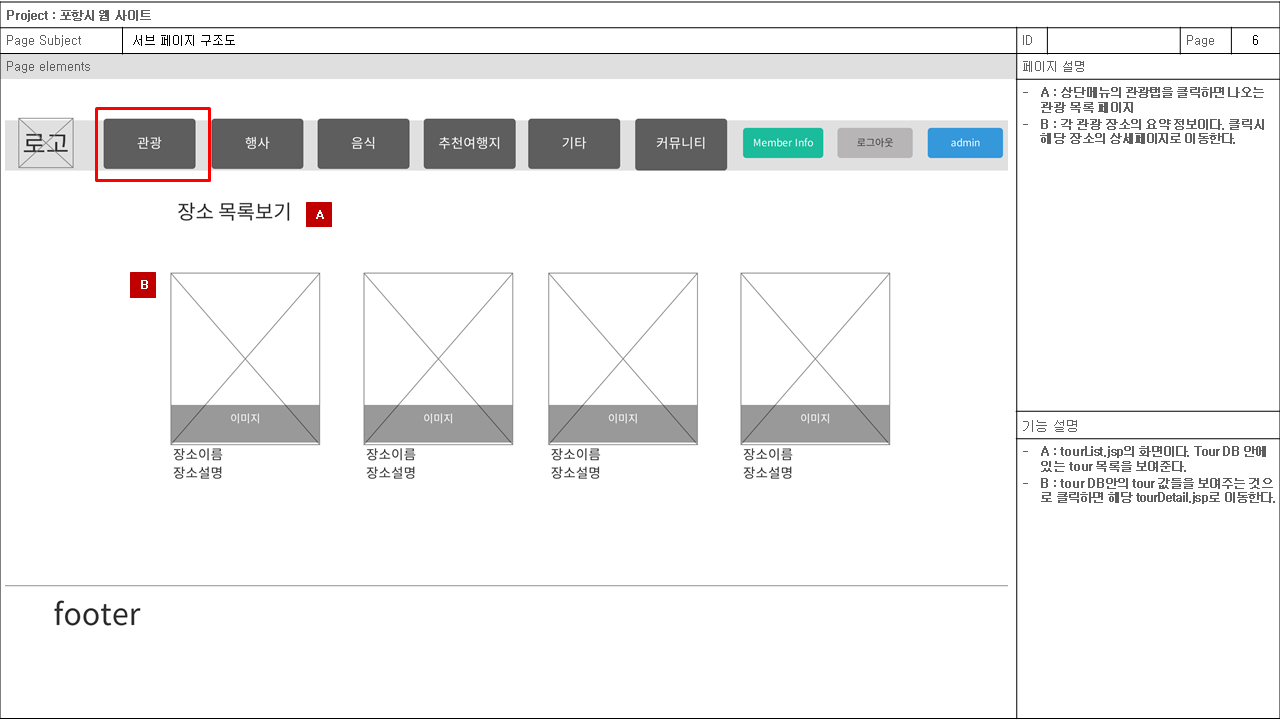 Project : 포항시 웹 사이트
Page Subject 서브 페이지 구조도 ID Page 6
Page elements 페이지 설명
로고 관광 행사 음식 추천여행지 기타 커뮤니티 Member Info 로그아웃 admin
장소 목록보기 A
B
이미지 이미지 이미지 이미지
장소이름 장소이름 장소이름 장소이름
장소설명 장소설명 장소설명 장소설명
footer
- A : 상단메뉴의 관광탭을 클릭하면 나오는
관광 목록 페이지
- B : 각 관광 장소의 요약 정보이다. 클릭시
해당 장소의 상세페이지로 이동한다.
기능 설명
- A : tourList.jsp의 화면이다. Tour DB 안에
있는 tour 목록을 보여준다.
- B : tour DB안의 tour 값들을 보여주는 것으
로 클릭하면 해당 tourDetail.jsp로 이동한다.